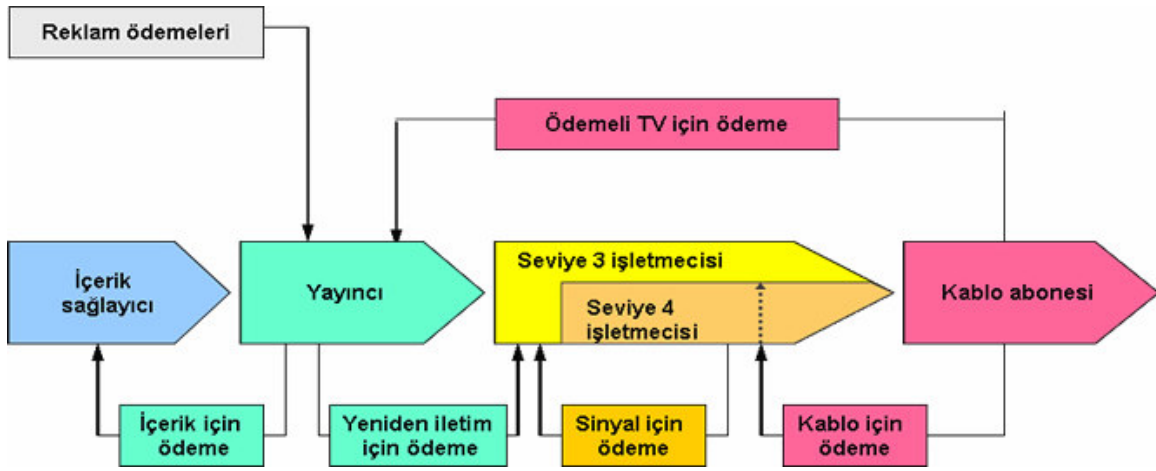 Reklam ödemeleri
Ödemeli TV için ödeme
İçerik
sağlayıcı
Yayıncı
Seviye 3 işletmecisi
Seviye 4
işletmecisi
Kablo abonesi
İçerik için
ödeme
Yeniden iletim
için ödeme
Sinyal için
ödeme
Kablo için
ödeme